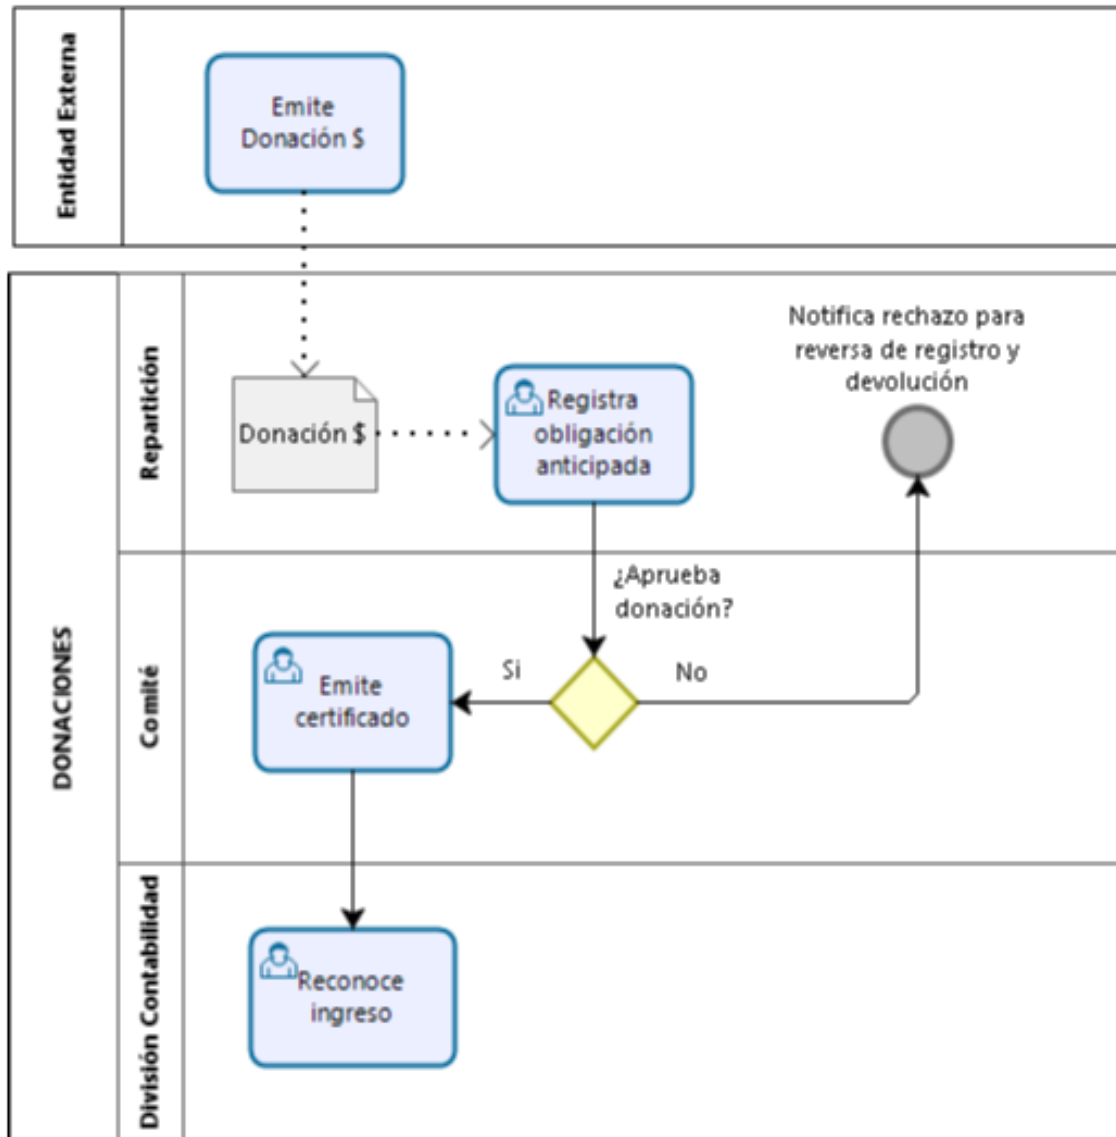 Entidad Externa
Emite
Donación $
DONACIONES
Repartición
Donación $
Registra
obligación
anticipada
Notifica rechazo para
reversa de registro y
devolución
Comité
¿Aprueba
donación?
Si
No
Emite
certificado
División Contabilidad
Reconoce
ingreso